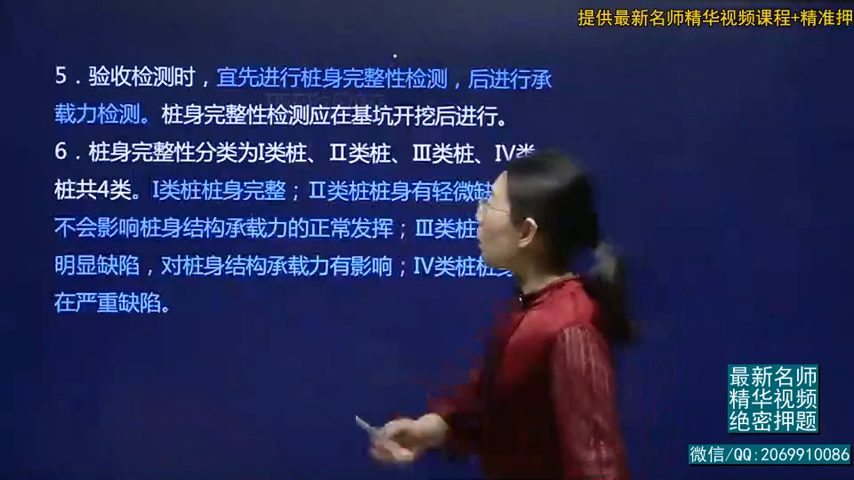 提供最新名师精华视频课程+精准押
5．验收检测时，宜先进行桩身完整性检测，后进行承
载力检测。桩身完整性检测应在基坑开挖后进行。
6．桩身完整性分类为Ⅰ类桩、Ⅱ类桩、Ⅲ类桩、Ⅳ类
桩共4类。Ⅰ类桩桩身完整；Ⅱ类桩桩身有轻微缺
不会影响桩身结构承载力的正常发挥；Ⅲ类桩
明显缺陷，对桩身结构承载力有影响；Ⅳ类桩桩身
在严重缺陷。
最新名师
精华视频
绝密押题
微信/QQ:2069910086